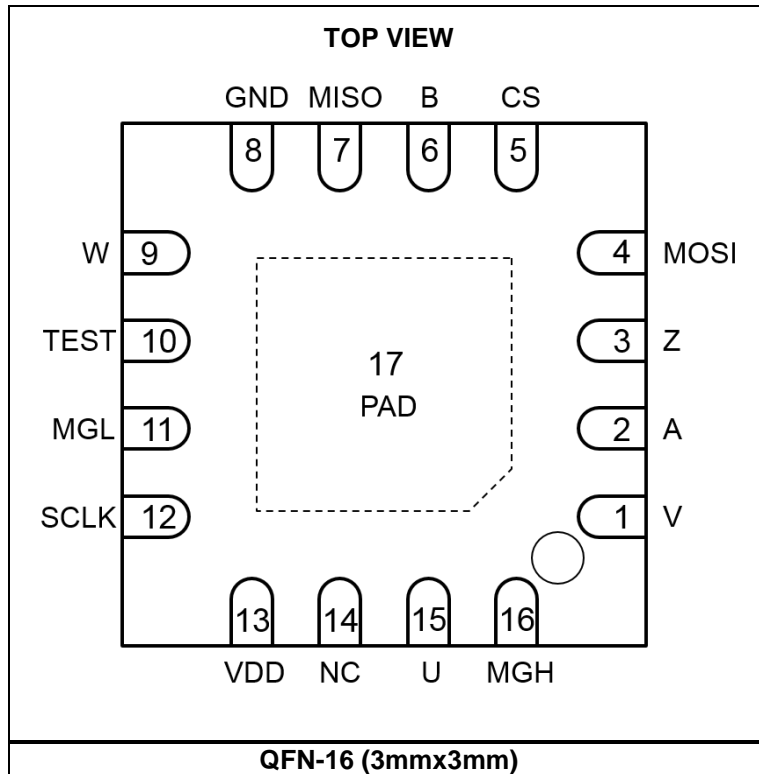 TOP VIEW
GND MISO B CS
8 7 6 5
W 9 4 MOSI
TEST 10 3 Z
17
PAD
MGL 11 2 A
SCLK 12 1 V
13 14 15 16
VDD NC U MGH
QFN-16 (3mmx3mm)